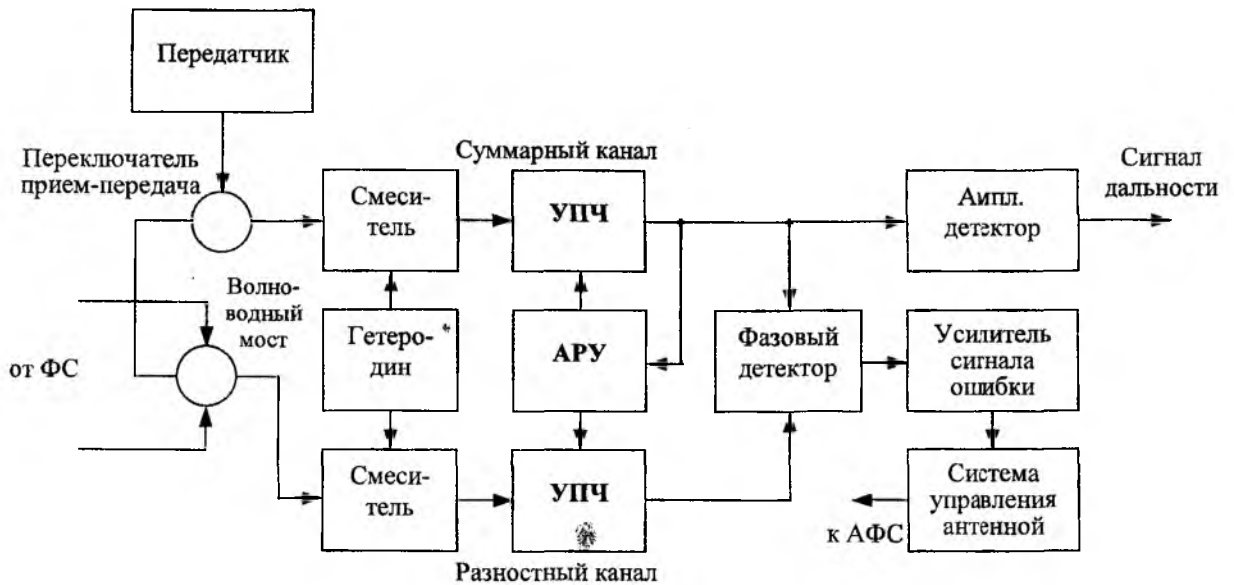 Передатчик
Переключатель
прием-передача
Суммарный канал
Сигнал
дальности
Смеси-
тель
УПЧ
Ампл.
детектор
Волно-
водный
мост
от ФС
Гетеро-
дин
АРУ
Фазовый
детектор
Усилитель
сигнала
ошибки
Смеси-
тель
УПЧ
Система
управления
антенной
к АФС
Разностный канал